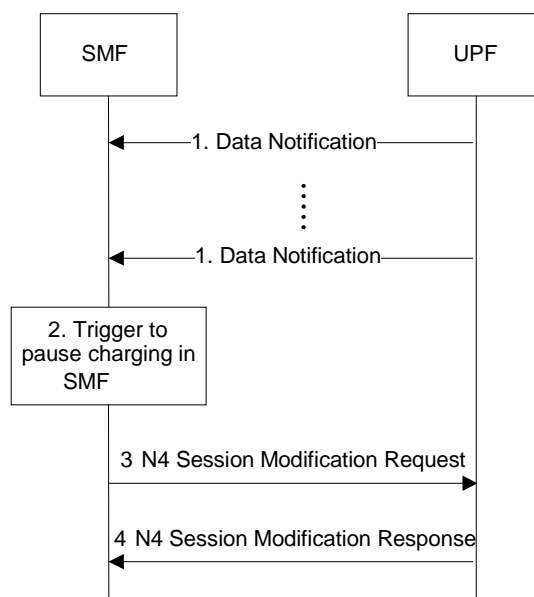 SMF
UPF
1. Data Notification
1. Data Notification
2. Trigger to
pause charging in
SMF
3 N4 Session Modification Request
4 N4 Session Modification Response